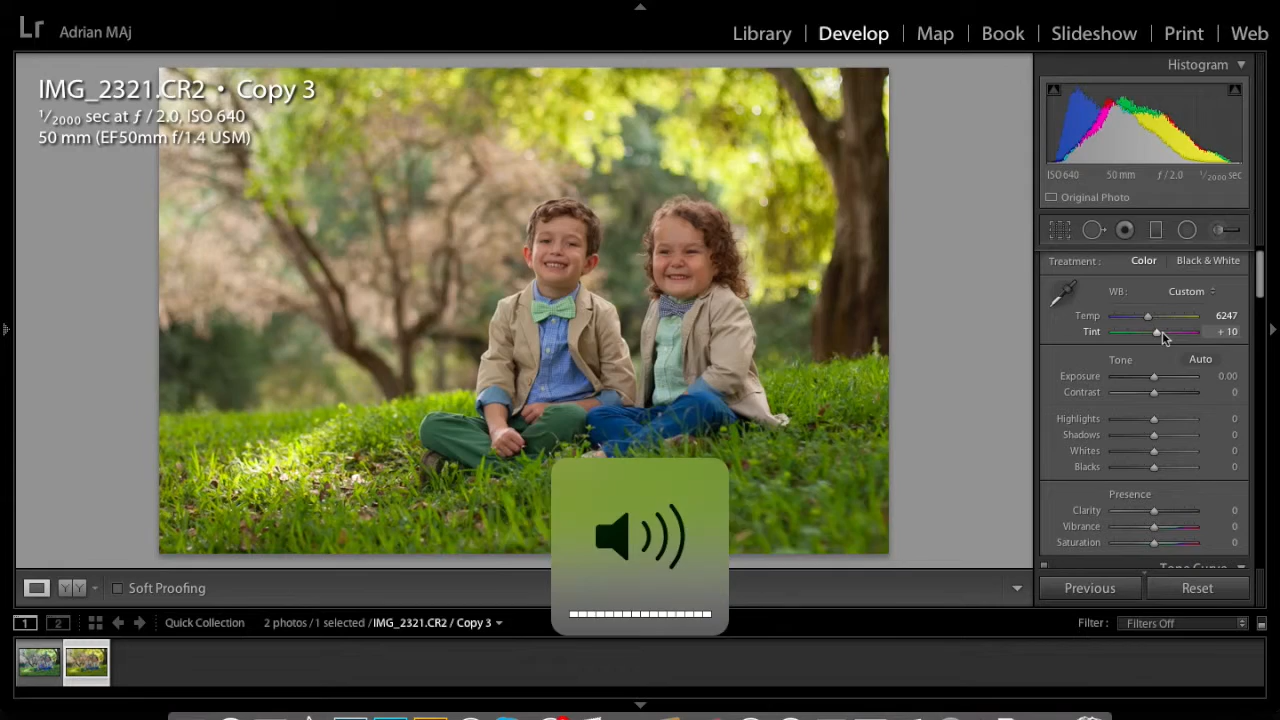 Lr Adrian MAj
Library | Develop | Map | Book | Slideshow | Print | Web
IMG_2321.CR2 • Copy 3
1/2000 sec at ƒ / 2.0, ISO 640
50 mm (EF50mm f/1.4 USM)
Histogram
ISO 640 50 mm ƒ / 2.0 1/2000 sec
Original Photo
Treatment : Color | Black & White
WB: Custom
Temp 6247
Tint + 10
Tone Auto
Exposure 0.00
Contrast 0
Highlights 0
Shadows 0
Whites 0
Blacks 0
Presence
Clarity 0
Vibrance 0
Saturation 0
Tone Curve
Y Y Soft Proofing
Previous Reset
1 2 Quick Collection 2 photos / 1 selected / IMG_2321.CR2 / Copy 3 Filter : Filters Off